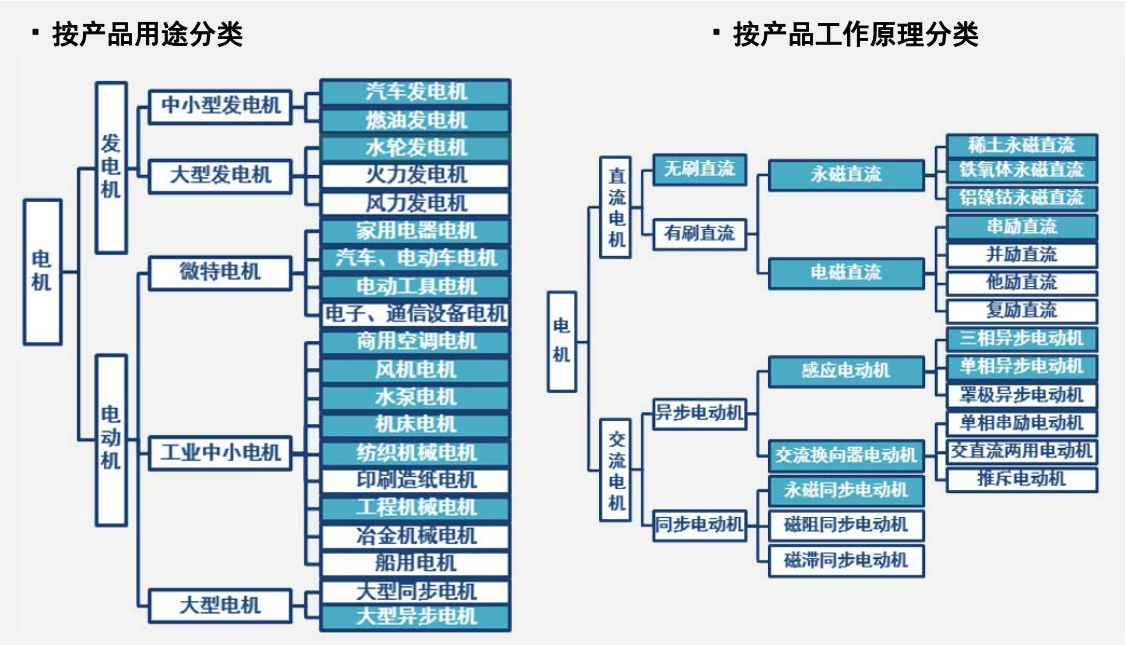 ▪ 按产品用途分类
电机
发电机
中小型发电机
汽车发电机
燃油发电机
大型发电机
水轮发电机
火力发电机
风力发电机
电动机
微特电机
家用电器电机
汽车、电动车电机
电动工具电机
电子、通信设备电机
工业中小电机
商用空调电机
风机电机
水泵电机
机床电机
纺织机械电机
印刷造纸电机
工程机械电机
冶金机械电机
船用电机
大型电机
大型同步电机
大型异步电机
▪ 按产品工作原理分类
电机
直流电机
无刷直流
有刷直流
永磁直流
稀土永磁直流
铁氧体永磁直流
铝镍钴永磁直流
电磁直流
串励直流
并励直流
他励直流
复励直流
交流电机
异步电动机
感应电动机
三相异步电动机
单相异步电动机
罩极异步电动机
交流换向器电动机
单相串励电动机
交直流两用电动机
推斥电动机
同步电动机
永磁同步电动机
磁阻同步电动机
磁滞同步电动机